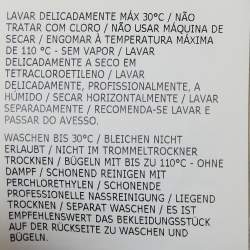 LAVAR DELICADAMENTE MÁX 30°C / NÃO
TRATAR COM CLORO / NÃO USAR MÁQUINA DE
SECAR / ENGOMAR À TEMPERATURA MÁXIMA
DE 110 °C - SEM VAPOR / LAVAR
DELICADAMENTE A SECO EM
TETRACLOROETILENO / LAVAR
DELICADAMENTE, PROFISSIONALMENTE, A
HÚMIDO / SECAR HORIZONTALMENTE / LAVAR
SEPARADAMENTE / RECOMENDA-SE LAVAR E
PASSAR DO AVESSO.
WASCHEN BIS 30°C / BLEICHEN NICHT
ERLAUBT / NICHT IM TROMMELTROCKNER
TROCKNEN / BÜGELN MIT BIS ZU 110°C - OHNE
DAMPF / SCHONEND REINIGEN MIT
PERCHLORETHYLEN / SCHONENDE
PROFESSIONELLE NASSREINIGUNG / LIEGEND
TROCKNEN / SEPARAT WASCHEN / ES IST
EMPFEHLENSWERT DAS BEKLEIDUNGSSTÜCK
AUF DER RÜCKSEITE ZU WASCHEN UND
BÜGELN.